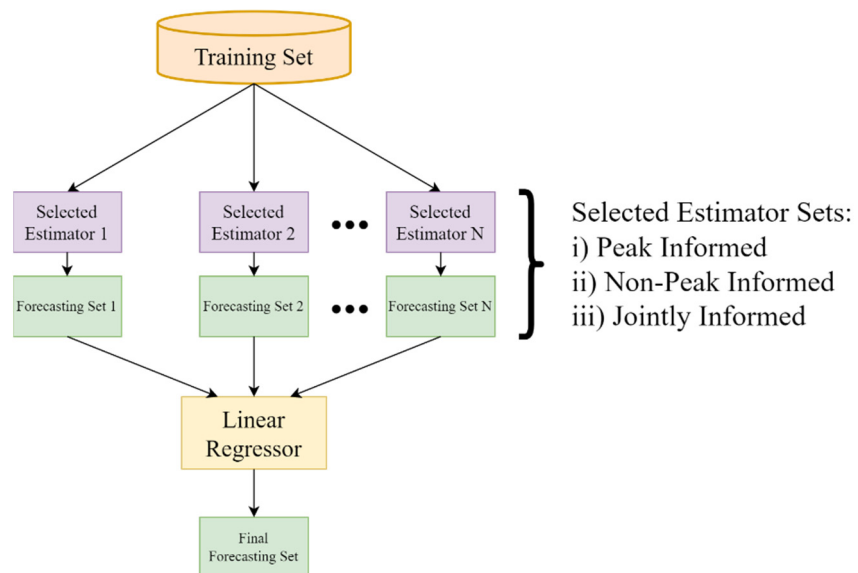 Training Set
Selected
Estimator 1
Selected
Estimator 2
Selected
Estimator N
Forecasting Set 1
Forecasting Set 2
Forecasting Set N
Selected Estimator Sets:
i) Peak Informed
ii) Non-Peak Informed
iii) Jointly Informed
Linear
Regressor
Final
Forecasting Set